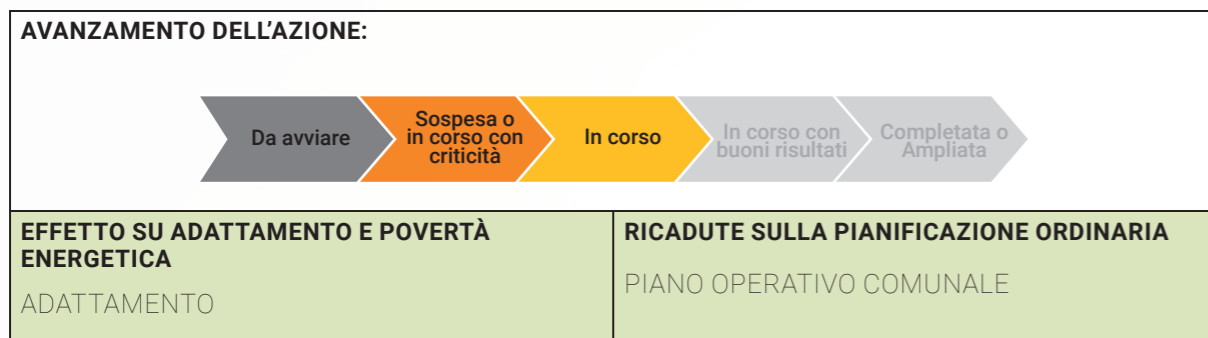 AVANZAMENTO DELL’AZIONE:
Da avviare
Sospesa o
in corso con
criticità
In corso
In corso con
buoni risultati
Completata o
Ampliata
EFFETTO SU ADATTAMENTO E POVERTÀ
ENERGETICA
ADATTAMENTO
RICADUTE SULLA PIANIFICAZIONE ORDINARIA
PIANO OPERATIVO COMUNALE